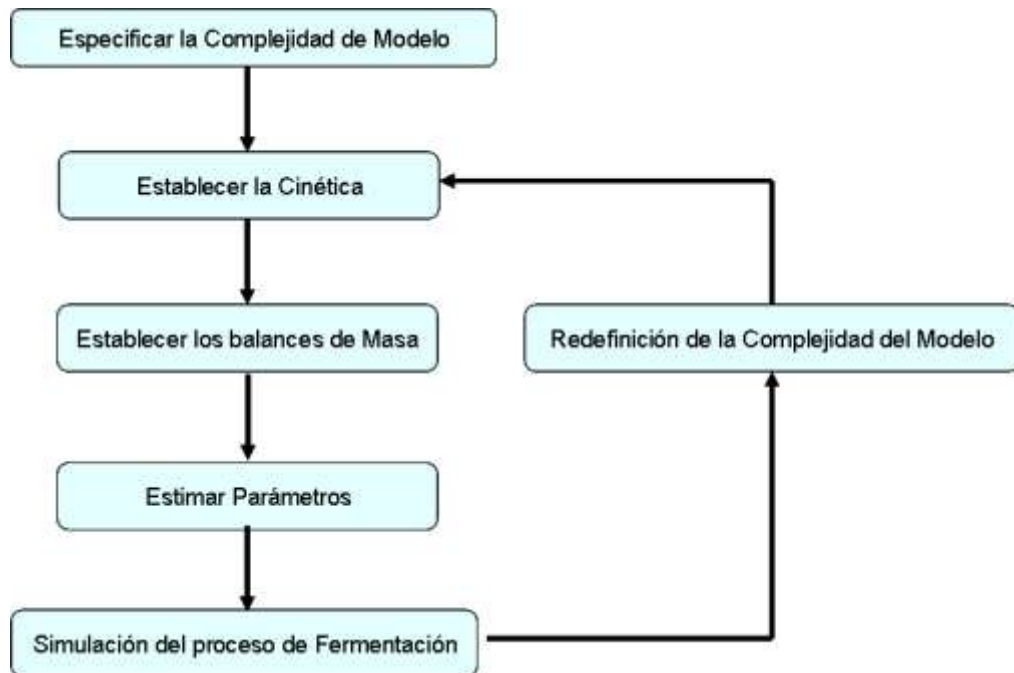 Especificar la Complejidad de Modelo
Establecer la Cinética
Establecer los balances de Masa
Redefinición de la Complejidad del Modelo
Estimar Parámetros
Simulación del proceso de Fermentación